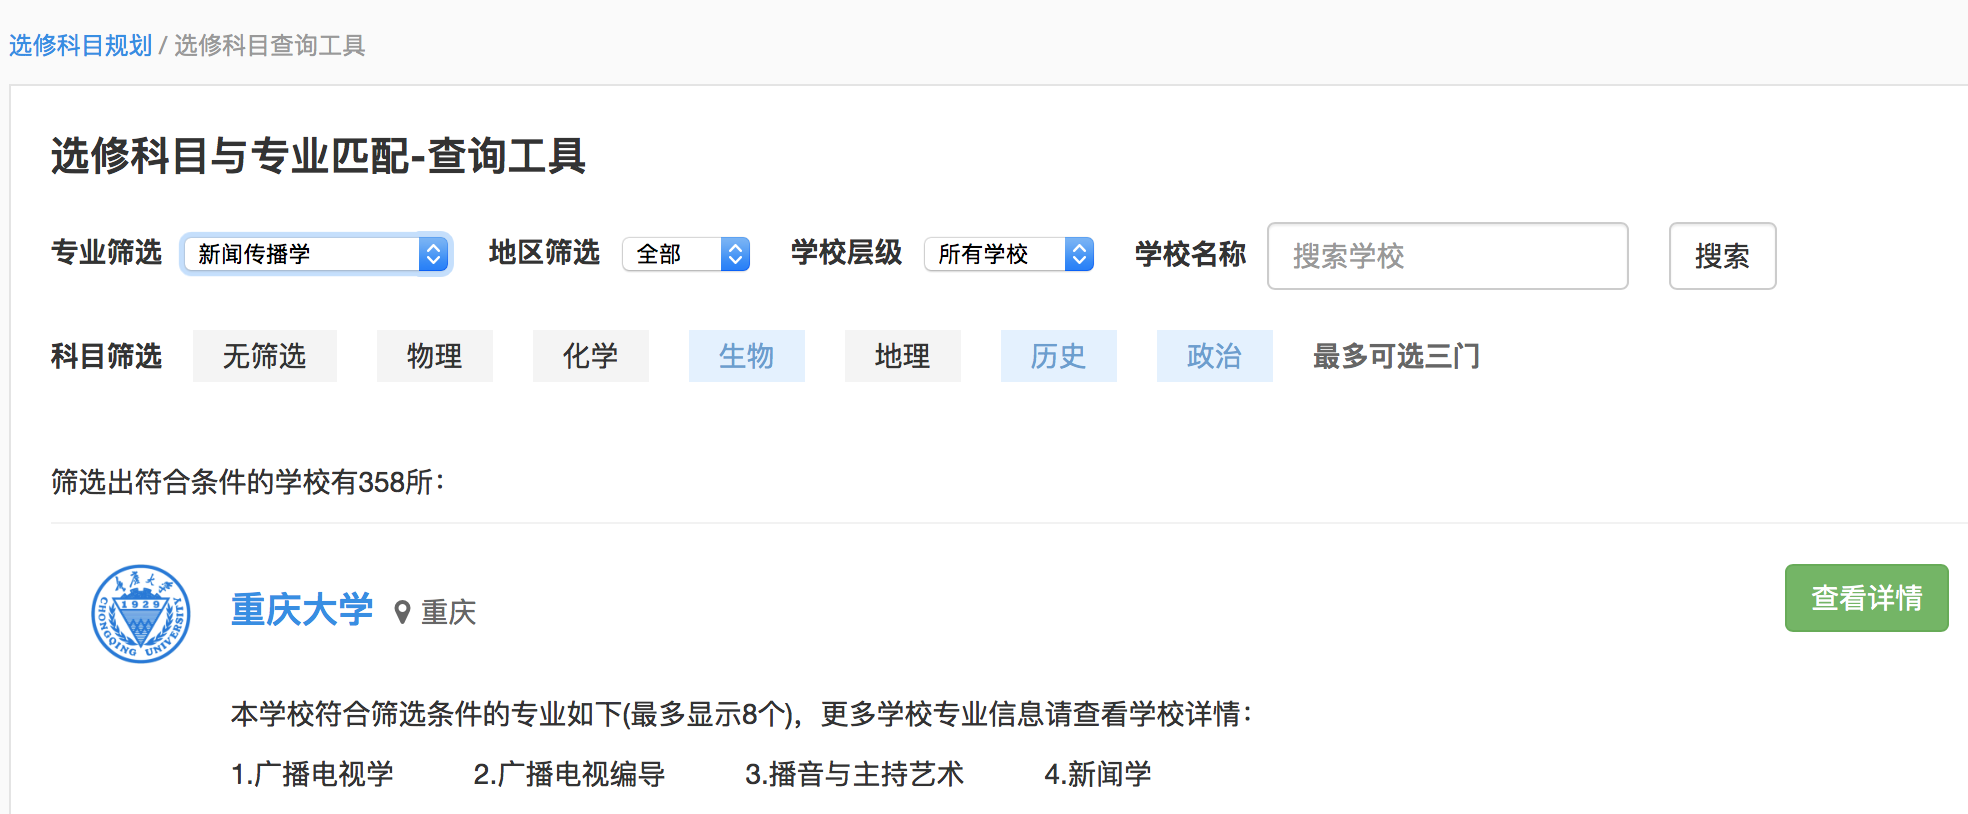 选修科目规划 / 选修科目查询工具
选修科目与专业匹配-查询工具
专业筛选 新闻传播学 地区筛选 全部 学校层级 所有学校 学校名称 搜索学校 搜索
科目筛选 无筛选 物理 化学 生物 地理 历史 政治 最多可选三门
筛选出符合条件的学校有358所：
重庆大学
1929
CHONGQING UNIVERSITY
重庆大学 重庆 查看详情
本学校符合筛选条件的专业如下(最多显示8个)，更多学校专业信息请查看学校详情：
1.广播电视学 2.广播电视编导 3.播音与主持艺术 4.新闻学